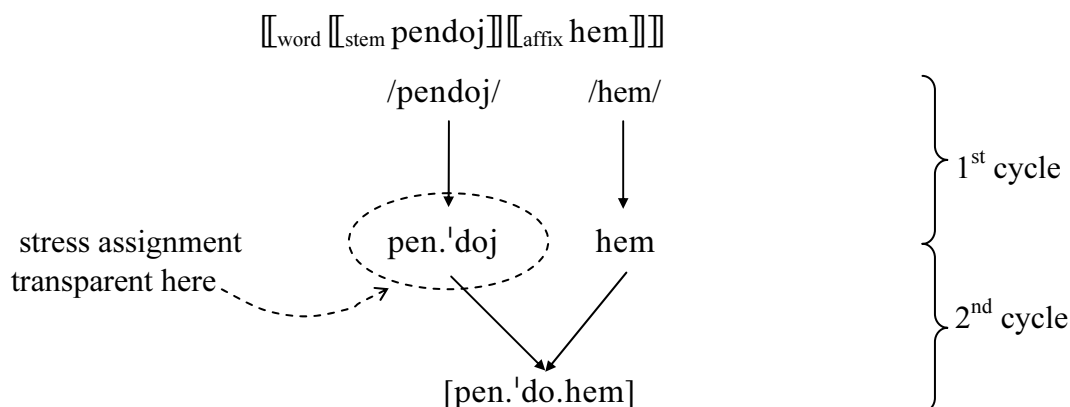 ⟦word ⟦stem pendoj⟧⟦affix hem⟧⟧
/pendoj/ /hem/
1st cycle
stress assignment pen.ˈdoj hem
transparent here
2nd cycle
[pen.ˈdo.hem]